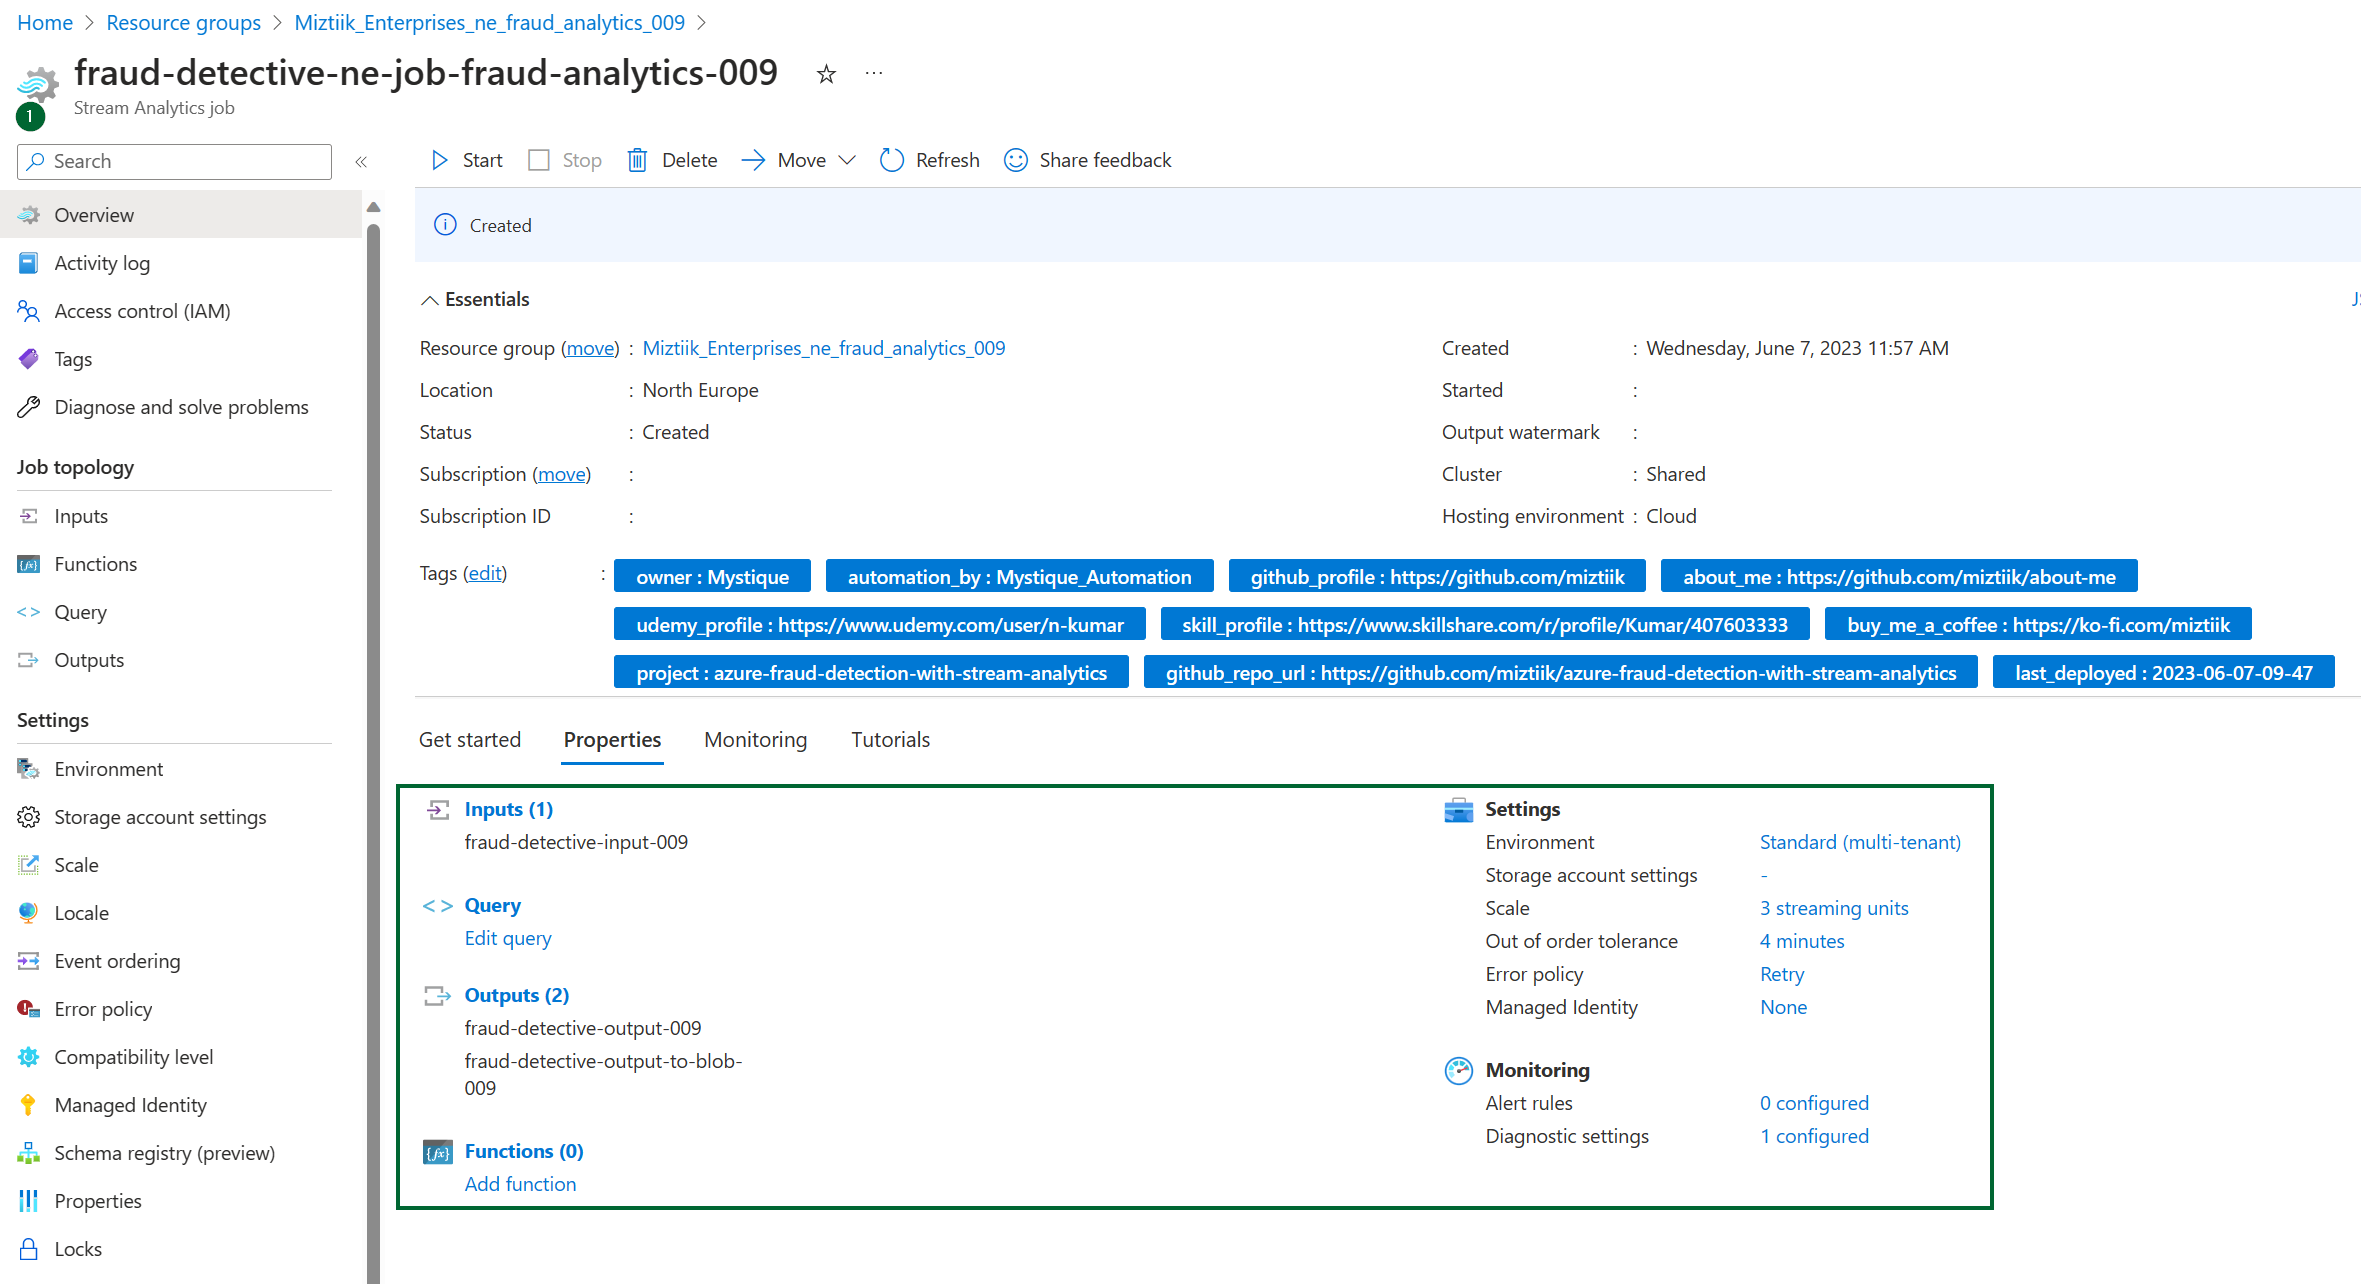 Home > Resource groups > Miztiik_Enterprises_ne_fraud_analytics_009 >
fraud-detective-ne-job-fraud-analytics-009 ☆ ···
Stream Analytics job
1
Search «
Start Stop Delete Move Refresh Share feedback
Overview
Activity log
Access control (IAM)
Tags
Diagnose and solve problems
Job topology
Inputs
Functions
Query
Outputs
Settings
Environment
Storage account settings
Scale
Locale
Event ordering
Error policy
Compatibility level
Managed Identity
Schema registry (preview)
Properties
Locks
Created
Essentials
Resource group (move) : Miztiik_Enterprises_ne_fraud_analytics_009
Location : North Europe
Status : Created
Subscription (move) :
Subscription ID :
Created : Wednesday, June 7, 2023 11:57 AM
Started :
Output watermark :
Cluster : Shared
Hosting environment : Cloud
Tags (edit) : owner : Mystique automation_by : Mystique_Automation github_profile : https://github.com/miztiik about_me : https://github.com/miztiik/about-me
udemy_profile : https://www.udemy.com/user/n-kumar skill_profile : https://www.skillshare.com/r/profile/Kumar/407603333 buy_me_a_coffee : https://ko-fi.com/miztiik
project : azure-fraud-detection-with-stream-analytics github_repo_url : https://github.com/miztiik/azure-fraud-detection-with-stream-analytics last_deployed : 2023-06-07-09-47
Get started Properties Monitoring Tutorials
Inputs (1)
fraud-detective-input-009
Query
Edit query
Outputs (2)
fraud-detective-output-009
fraud-detective-output-to-blob-
009
Functions (0)
Add function
Settings
Environment Standard (multi-tenant)
Storage account settings -
Scale 3 streaming units
Out of order tolerance 4 minutes
Error policy Retry
Managed Identity None
Monitoring
Alert rules 0 configured
Diagnostic settings 1 configured